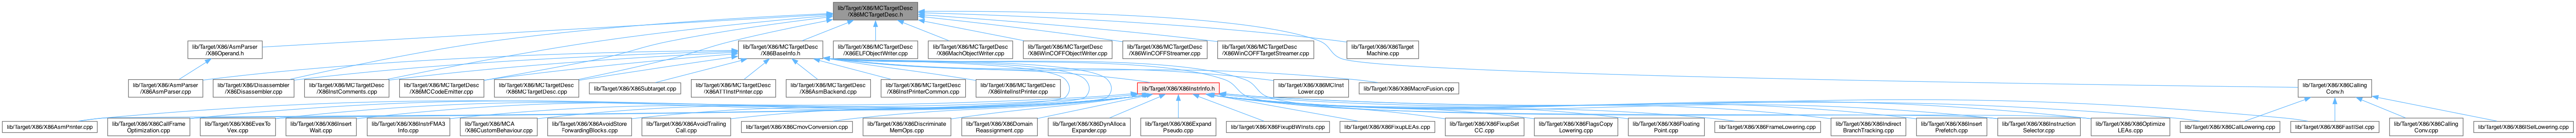 lib/Target/X86/MCTargetDesc
/X86MCTargetDesc.h
lib/Target/X86/AsmParser
/X86Operand.h
lib/Target/X86/MCTargetDesc
/X86BaseInfo.h
lib/Target/X86/MCTargetDesc
/X86ELFObjectWriter.cpp
lib/Target/X86/MCTargetDesc
/X86MachObjectWriter.cpp
lib/Target/X86/MCTargetDesc
/X86WinCOFFObjectWriter.cpp
lib/Target/X86/MCTargetDesc
/X86WinCOFFStreamer.cpp
lib/Target/X86/MCTargetDesc
/X86WinCOFFTargetStreamer.cpp
lib/Target/X86/X86Target
Machine.cpp
lib/Target/X86/AsmParser
/X86AsmParser.cpp
lib/Target/X86/Disassembler
/X86Disassembler.cpp
lib/Target/X86/MCTargetDesc
/X86InstComments.cpp
lib/Target/X86/MCTargetDesc
/X86MCCodeEmitter.cpp
lib/Target/X86/MCTargetDesc
/X86MCTargetDesc.cpp
lib/Target/X86/X86Subtarget.cpp
lib/Target/X86/MCTargetDesc
/X86ATTInstPrinter.cpp
lib/Target/X86/MCTargetDesc
/X86AsmBackend.cpp
lib/Target/X86/MCTargetDesc
/X86InstPrinterCommon.cpp
lib/Target/X86/MCTargetDesc
/X86IntelInstPrinter.cpp
lib/Target/X86/X86InstrInfo.h
lib/Target/X86/X86MCInst
Lower.cpp
lib/Target/X86/X86MacroFusion.cpp
lib/Target/X86/X86Calling
Conv.h
lib/Target/X86/X86AsmPrinter.cpp
lib/Target/X86/X86CallFrame
Optimization.cpp
lib/Target/X86/X86EvexTo
Vex.cpp
lib/Target/X86/X86Insert
Wait.cpp
lib/Target/X86/X86InstrFMA3
Info.cpp
lib/Target/X86/MCA
/X86CustomBehaviour.cpp
lib/Target/X86/X86AvoidStore
ForwardingBlocks.cpp
lib/Target/X86/X86AvoidTrailing
Call.cpp
lib/Target/X86/X86CmovConversion.cpp
lib/Target/X86/X86Discriminate
MemOps.cpp
lib/Target/X86/X86Domain
Reassignment.cpp
lib/Target/X86/X86DynAlloca
Expander.cpp
lib/Target/X86/X86Expand
Pseudo.cpp
lib/Target/X86/X86FixupBWInsts.cpp
lib/Target/X86/X86FixupLEAs.cpp
lib/Target/X86/X86FixupSet
CC.cpp
lib/Target/X86/X86FlagsCopy
Lowering.cpp
lib/Target/X86/X86Floating
Point.cpp
lib/Target/X86/X86FrameLowering.cpp
lib/Target/X86/X86Indirect
BranchTracking.cpp
lib/Target/X86/X86Insert
Prefetch.cpp
lib/Target/X86/X86Instruction
Selector.cpp
lib/Target/X86/X86Optimize
LEAs.cpp
lib/Target/X86/X86CallLowering.cpp
lib/Target/X86/X86FastISel.cpp
lib/Target/X86/X86Calling
Conv.cpp
lib/Target/X86/X86ISelLowering.cpp